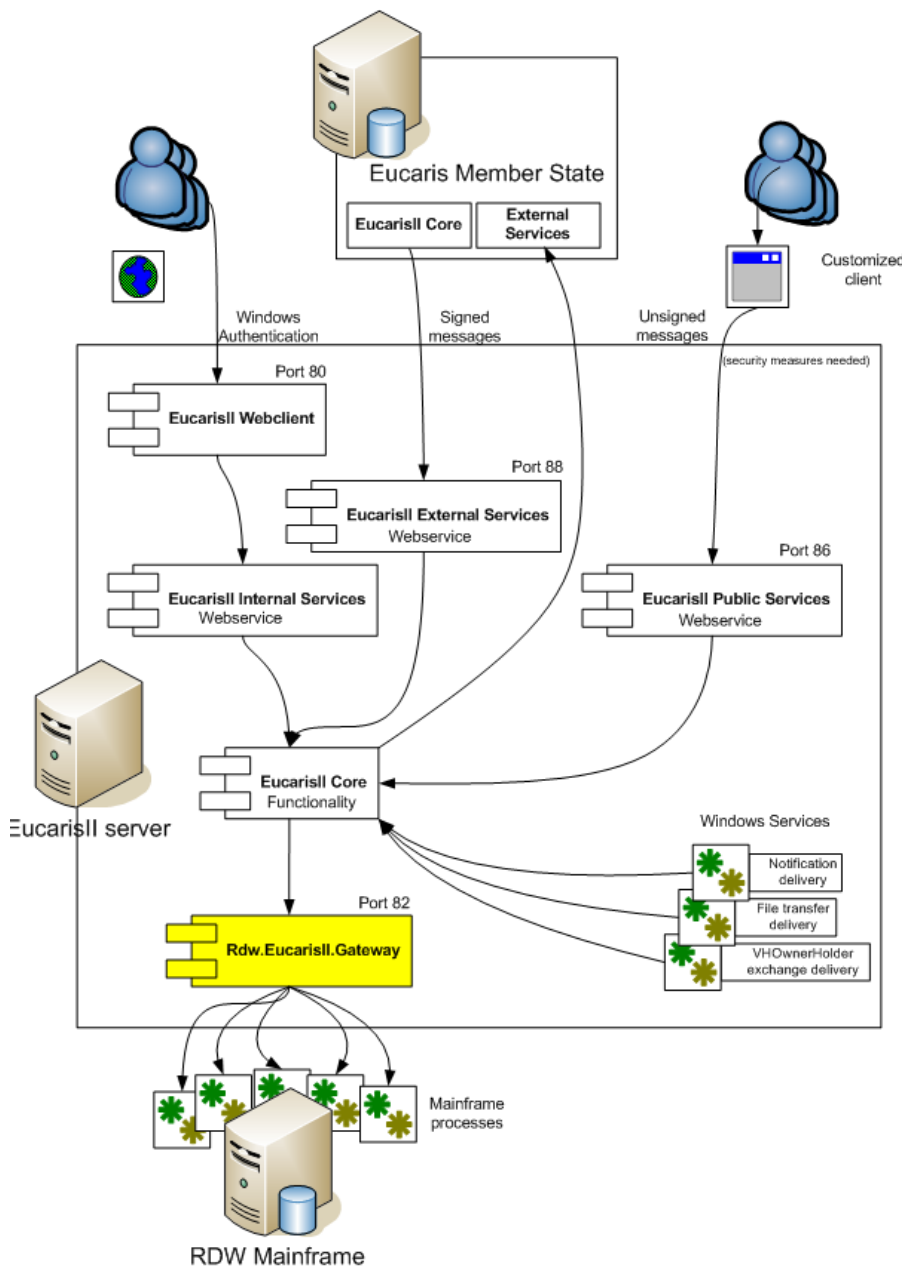 Eucaris Member State
EucarisII Core
External
Services
Customized
client
Windows
Authentication
Signed
messages
Unsigned
messages
(security measures needed)
Port 80
EucarisII Webclient
Port 88
EucarisII External Services
Webservice
Port 86
EucarisII Internal Services
Webservice
EucarisII Public Services
Webservice
EucarisII Core
Functionality
EucarisII server
Windows Services
Notification
delivery
File transfer
delivery
VHOwnerHolder
exchange delivery
Port 82
Rdw.EucarisII.Gateway
Mainframe
processes
RDW Mainframe